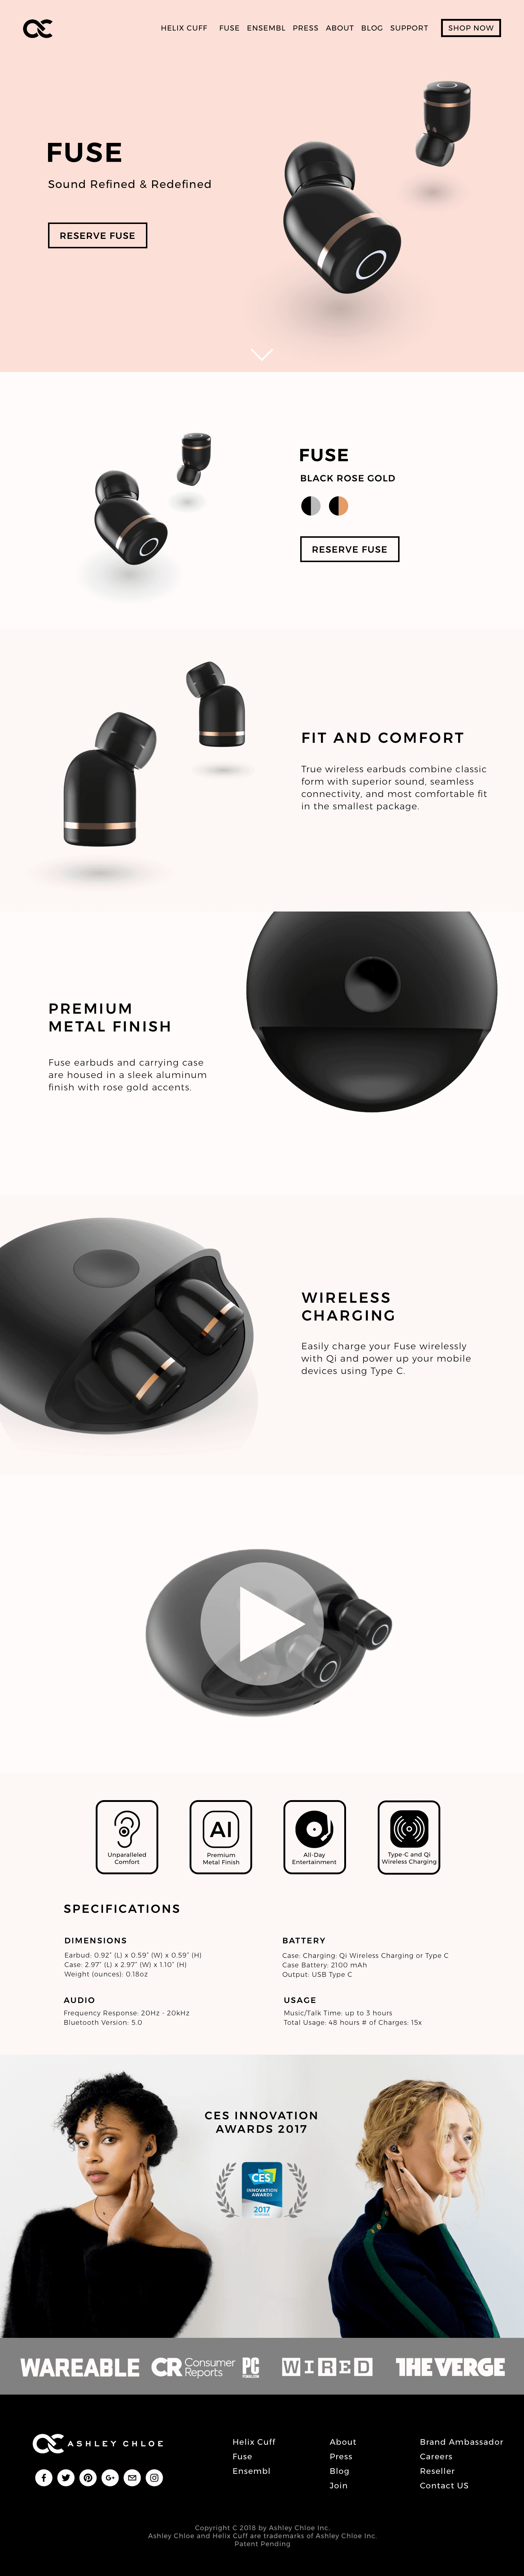 HELIX CUFF FUSE ENSEMBL PRESS ABOUT BLOG SUPPORT SHOP NOW
FUSE
Sound Refined & Redefined
RESERVE FUSE
FUSE
BLACK ROSE GOLD
RESERVE FUSE
FIT AND COMFORT
True wireless earbuds combine classic
form with superior sound, seamless
connectivity, and most comfortable fit
in the smallest package.
PREMIUM
METAL FINISH
Fuse earbuds and carrying case
are housed in a sleek aluminum
finish with rose gold accents.
WIRELESS
CHARGING
Easily charge your Fuse wirelessly
with Qi and power up your mobile
devices using Type C.
Unparalleled
Comfort
AI
Premium
Metal Finish
All-Day
Entertainment
Type-C and Qi
Wireless Charging
SPECIFICATIONS
DIMENSIONS
Earbud: 0.92" (L) x 0.59" (W) x 0.59" (H)
Case: 2.97" (L) x 2.97" (W) x 1.10" (H)
Weight (ounces): 0.18oz
BATTERY
Case: Charging: Qi Wireless Charging or Type C
Case Battery: 2100 mAh
Output: USB Type C
AUDIO
Frequency Response: 20Hz - 20kHz
Bluetooth Version: 5.0
USAGE
Music/Talk Time: up to 3 hours
Total Usage: 48 hours # of Charges: 15x
CES INNOVATION
AWARDS 2017
CES
INNOVATION
AWARDS
2017
WAREABLE
CR Consumer
Reports
PC
WIRED
THE VERGE
ASHLEY CHLOE
Helix Cuff
Fuse
Ensembl
About
Press
Blog
Join
Brand Ambassador
Careers
Reseller
Contact US
Copyright C 2018 by Ashley Chloe Inc.
Ashley Chloe and Helix Cuff are trademarks of Ashley Chloe Inc.
Patent Pending